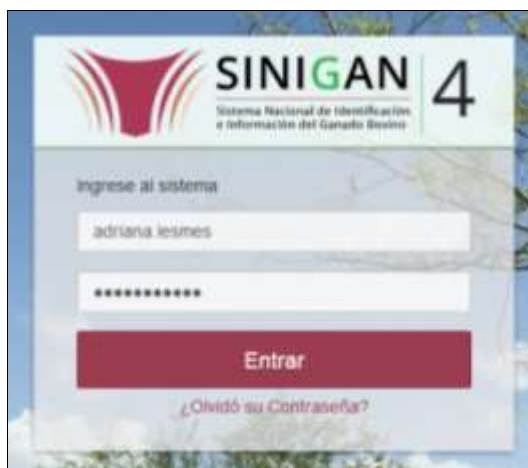 SINIGAN 4
Sistema Nacional de Identificación
e Información del Ganado Bovino
Ingrese al sistema
adriana lesmes
•••••••••••
Entrar
¿Olvidó su Contraseña?